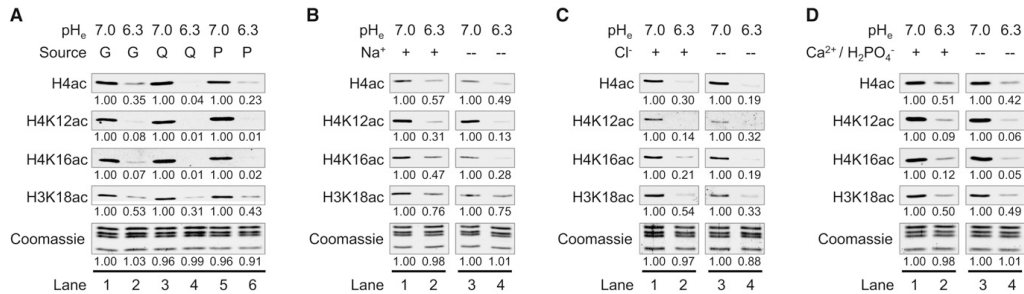 A
pHe 7.0 6.3 7.0 6.3 7.0 6.3
Source G G Q Q P P
H4ac
1.00 0.35 1.00 0.04 1.00 0.23
H4K12ac
1.00 0.08 1.00 0.01 1.00 0.01
H4K16ac
1.00 0.07 1.00 0.01 1.00 0.02
H3K18ac
1.00 0.53 1.00 0.31 1.00 0.43
Coomassie
1.00 1.03 0.96 0.99 0.96 0.91
Lane 1 2 3 4 5 6
B
pHe 7.0 6.3 7.0 6.3
Na+ + + -- --
H4ac
1.00 0.57 1.00 0.49
H4K12ac
1.00 0.31 1.00 0.13
H4K16ac
1.00 0.47 1.00 0.28
H3K18ac
1.00 0.76 1.00 0.75
Coomassie
1.00 0.98 1.00 1.01
Lane 1 2 3 4
C
pHe 7.0 6.3 7.0 6.3
Cl- + + -- --
H4ac
1.00 0.30 1.00 0.19
H4K12ac
1.00 0.14 1.00 0.32
H4K16ac
1.00 0.21 1.00 0.19
H3K18ac
1.00 0.54 1.00 0.33
Coomassie
1.00 0.97 1.00 0.88
Lane 1 2 3 4
D
pHe 7.0 6.3 7.0 6.3
Ca2+ / H2PO4- + + -- --
H4ac
1.00 0.51 1.00 0.42
H4K12ac
1.00 0.09 1.00 0.06
H4K16ac
1.00 0.12 1.00 0.05
H3K18ac
1.00 0.50 1.00 0.49
Coomassie
1.00 0.98 1.00 1.01
Lane 1 2 3 4